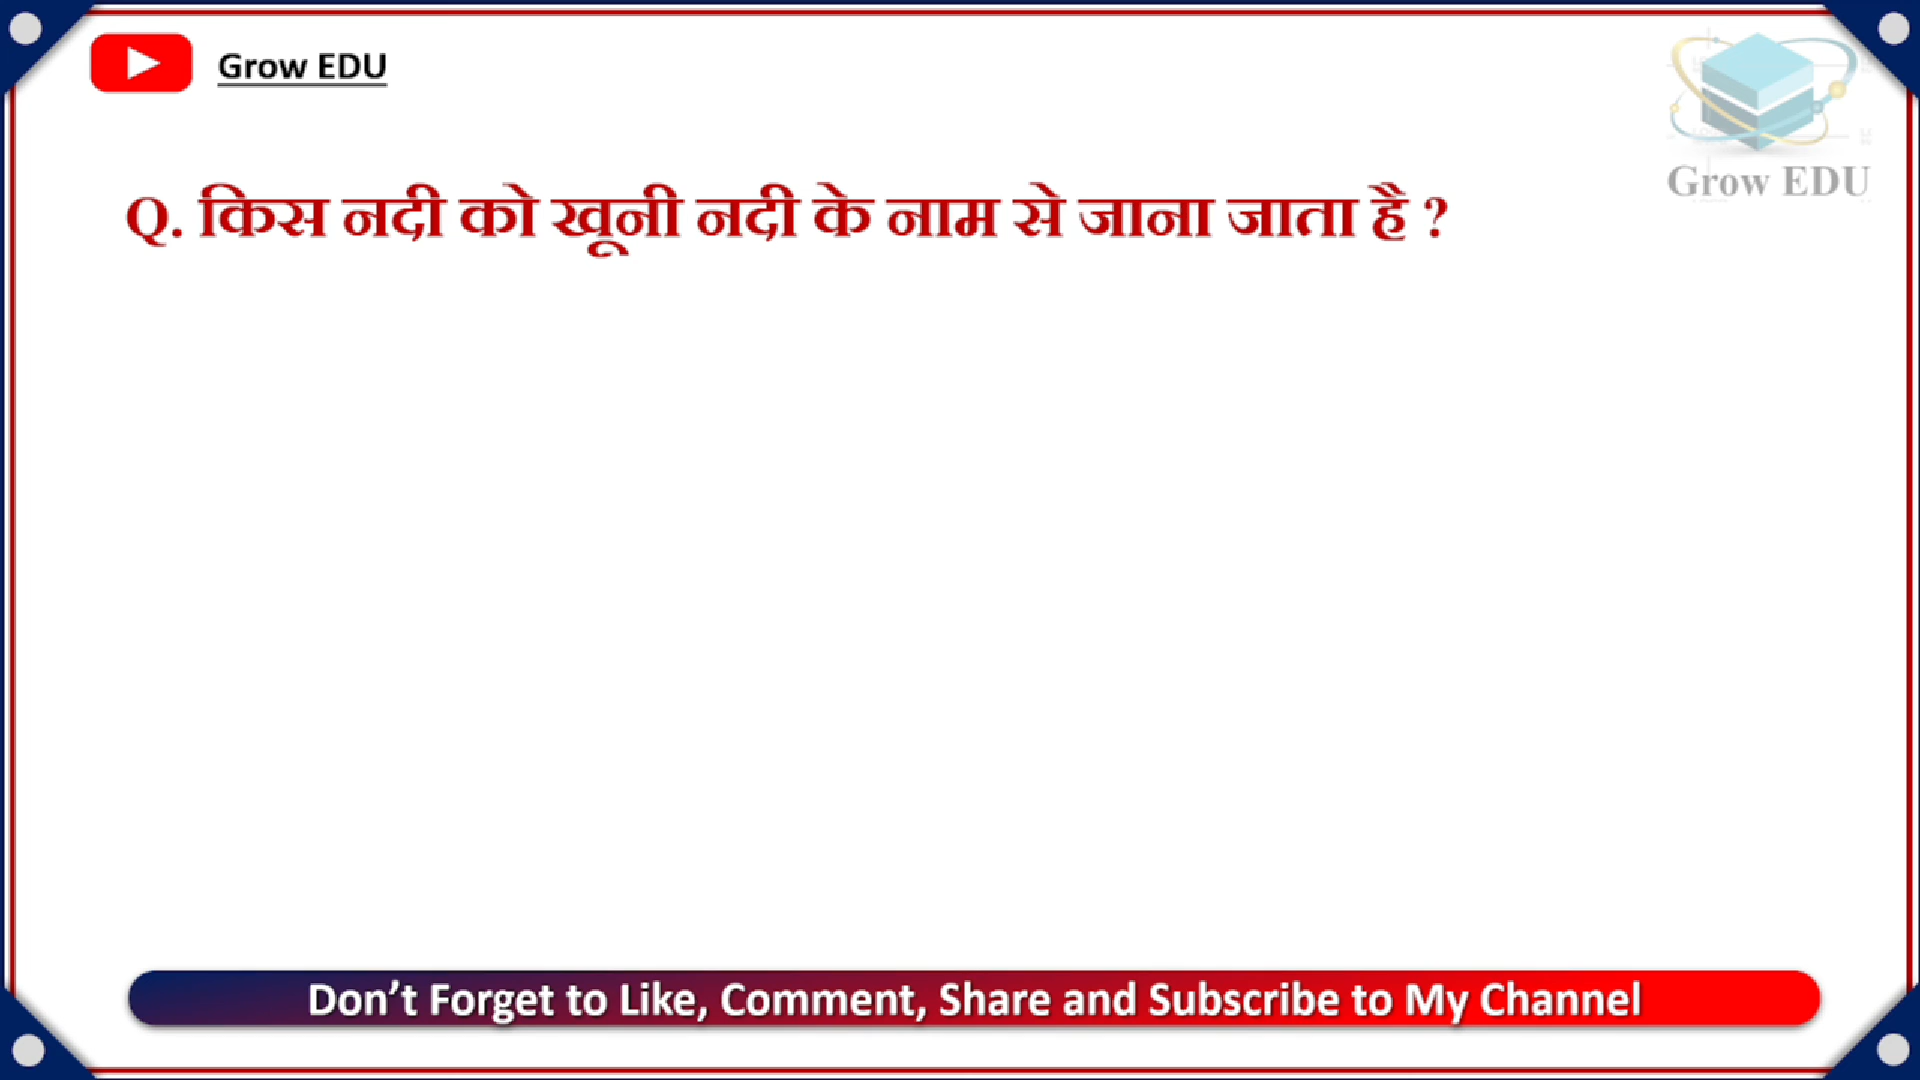 Grow EDU
Grow EDU
Q. किस नदी को खूनी नदी के नाम से जाना जाता है ?
Don’t Forget to Like, Comment, Share and Subscribe to My Channel